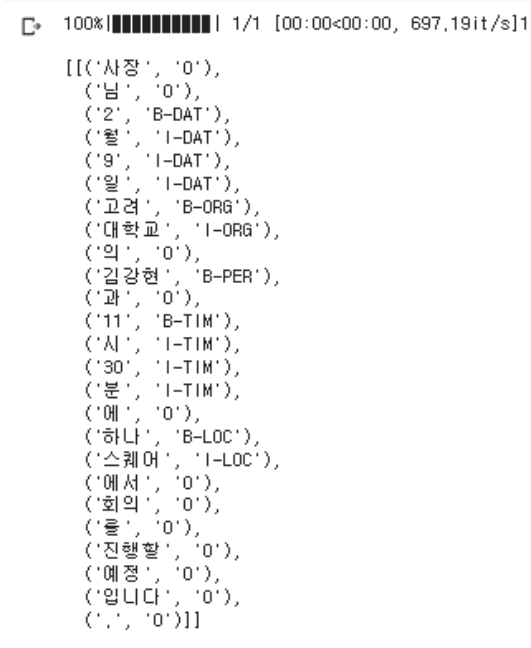 100%|██████████| 1/1 [00:00<00:00, 697.19it/s]1
[[('사장', 'O'),
('님', 'O'),
('2', 'B-DAT'),
('월', 'I-DAT'),
('9', 'I-DAT'),
('일', 'I-DAT'),
('고려', 'B-ORG'),
('대학교', 'I-ORG'),
('의', 'O'),
('김강현', 'B-PER'),
('과', 'O'),
('11', 'B-TIM'),
('시', 'I-TIM'),
('30', 'I-TIM'),
('분', 'I-TIM'),
('에', 'O'),
('하나', 'B-LOC'),
('스퀘어', 'I-LOC'),
('에서', 'O'),
('회의', 'O'),
('를', 'O'),
('진행할', 'O'),
('예정', 'O'),
('입니다', 'O'),
('.', 'O')]]